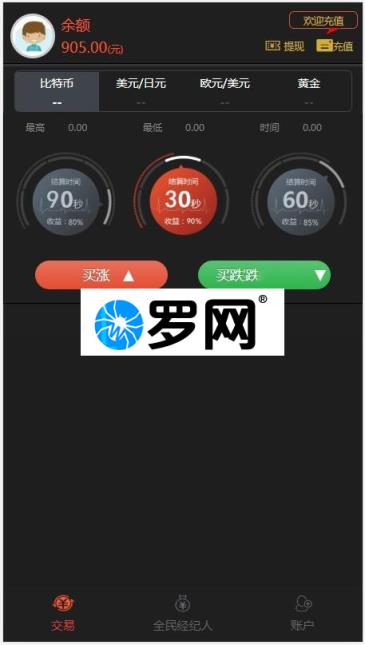 余额
欢迎充值
905.00(元)
提现 充值
比特币 美元/日元 欧元/美元 黄金
-- -- -- --
最高 0.00 最低 0.00 时间 0.00
结算时间 结算时间 结算时间
90秒 30秒 60秒
收益：80% 收益：90% 收益：85%
买涨 ▲ 买跌跌 ▼
罗网®
交易 全民经纪人 账户